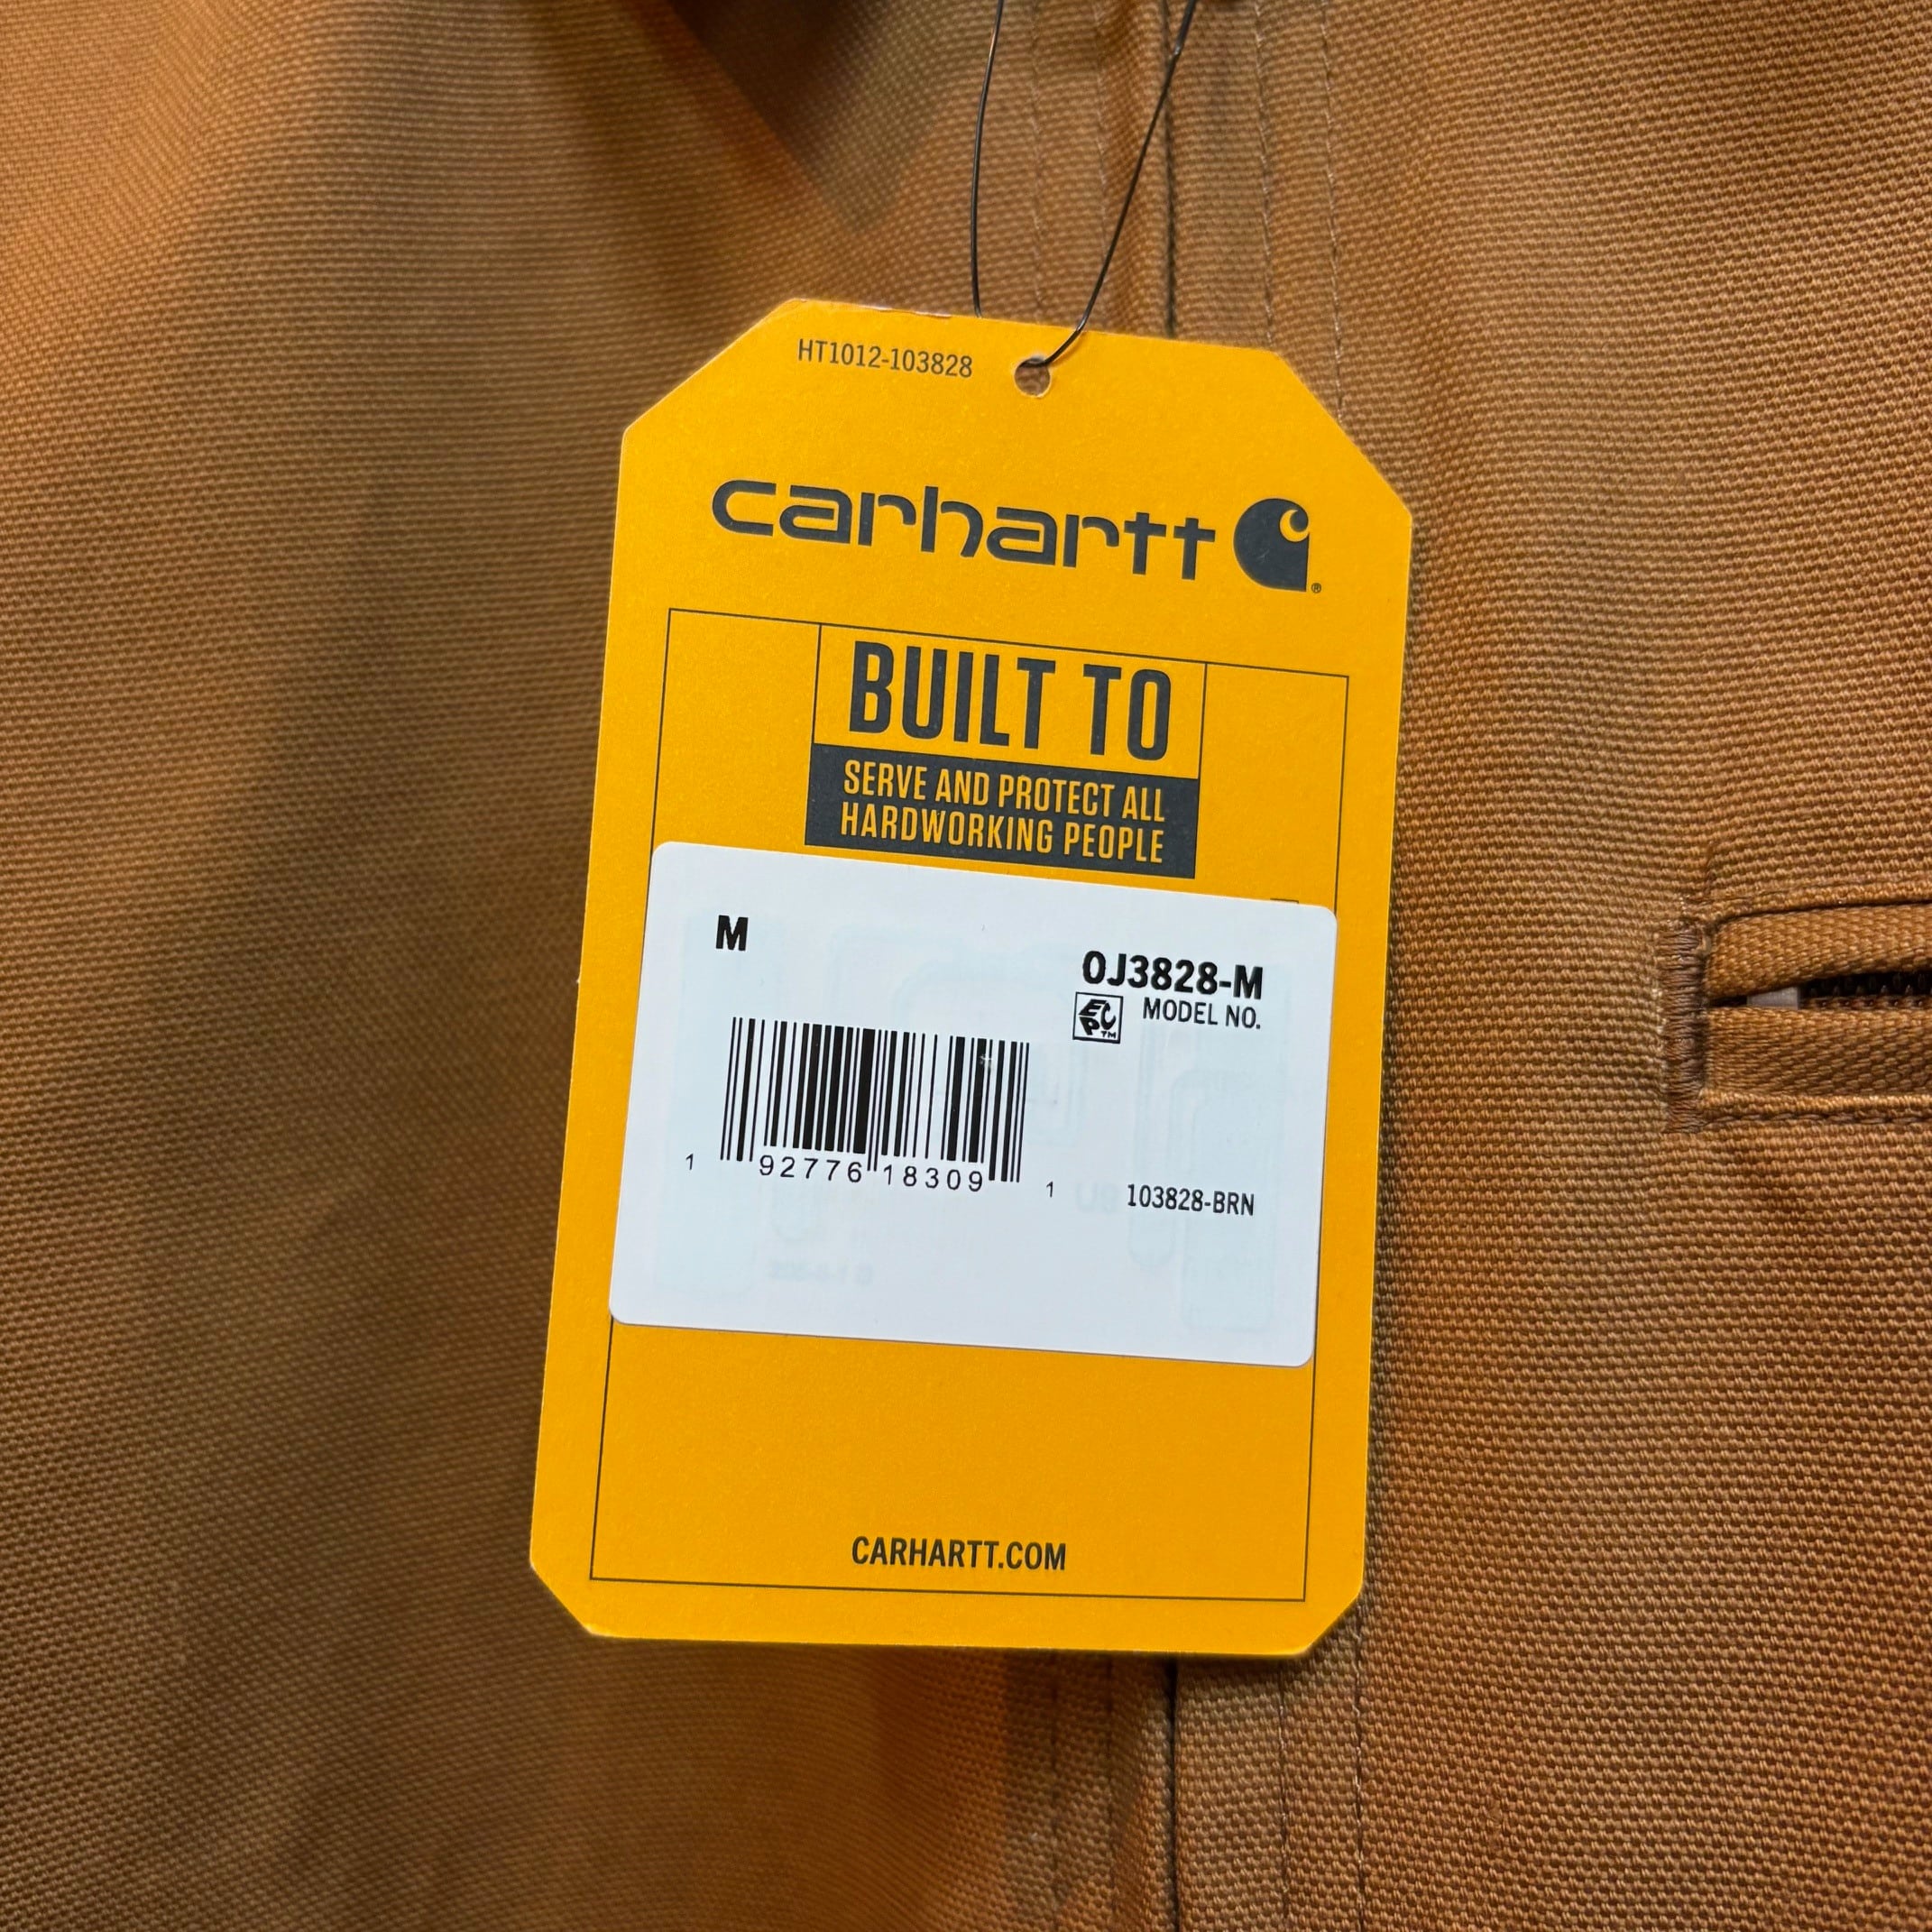 HT1012-103828
carhartt
®
BUILT TO
SERVE AND PROTECT ALL
HARDWORKING PEOPLE
M
OJ3828-M
MODEL NO.
EPC™
1 92776 18309 1
103828-BRN
CARHARTT.COM